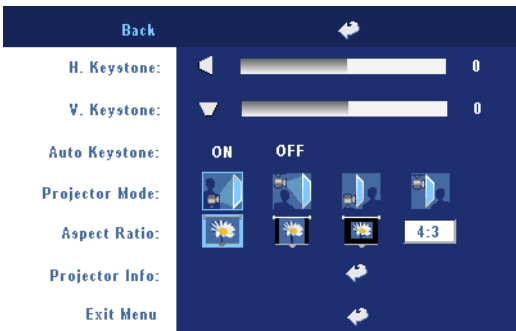 Back
H. Keystone: 0
V. Keystone: 0
Auto Keystone: ON OFF
Projector Mode:
Aspect Ratio: 4:3
Projector Info:
Exit Menu